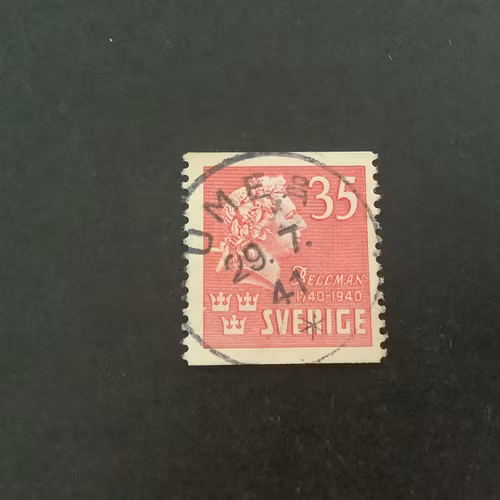 35
UMEÅ
29. 7.
41
BELLMAN
1740-1940
SVERIGE